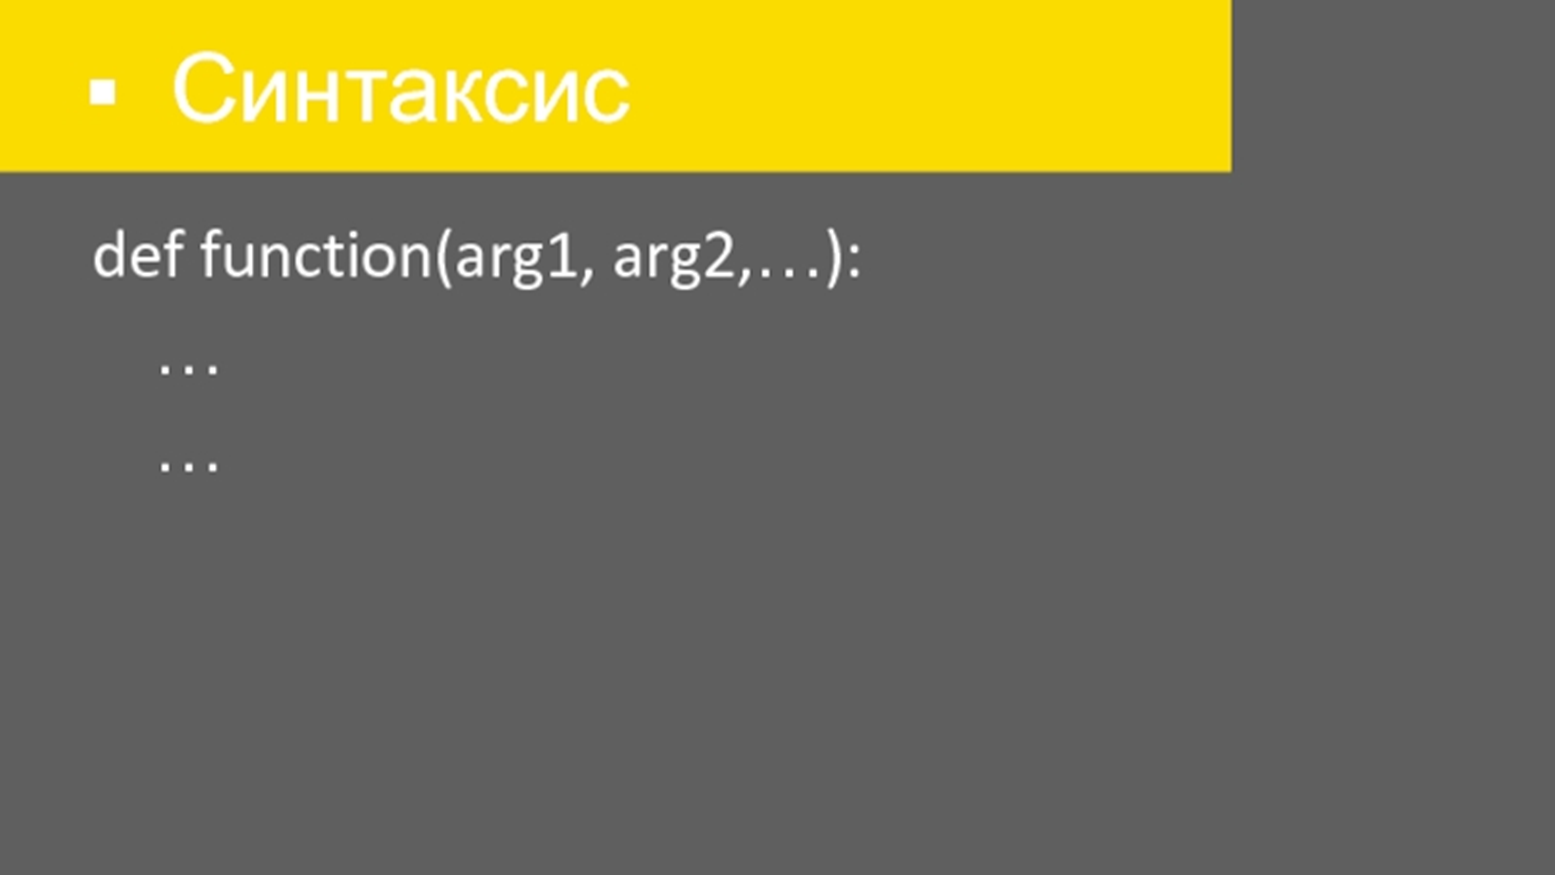 ▪ Синтаксис
def function(arg1, arg2,…):
…
…